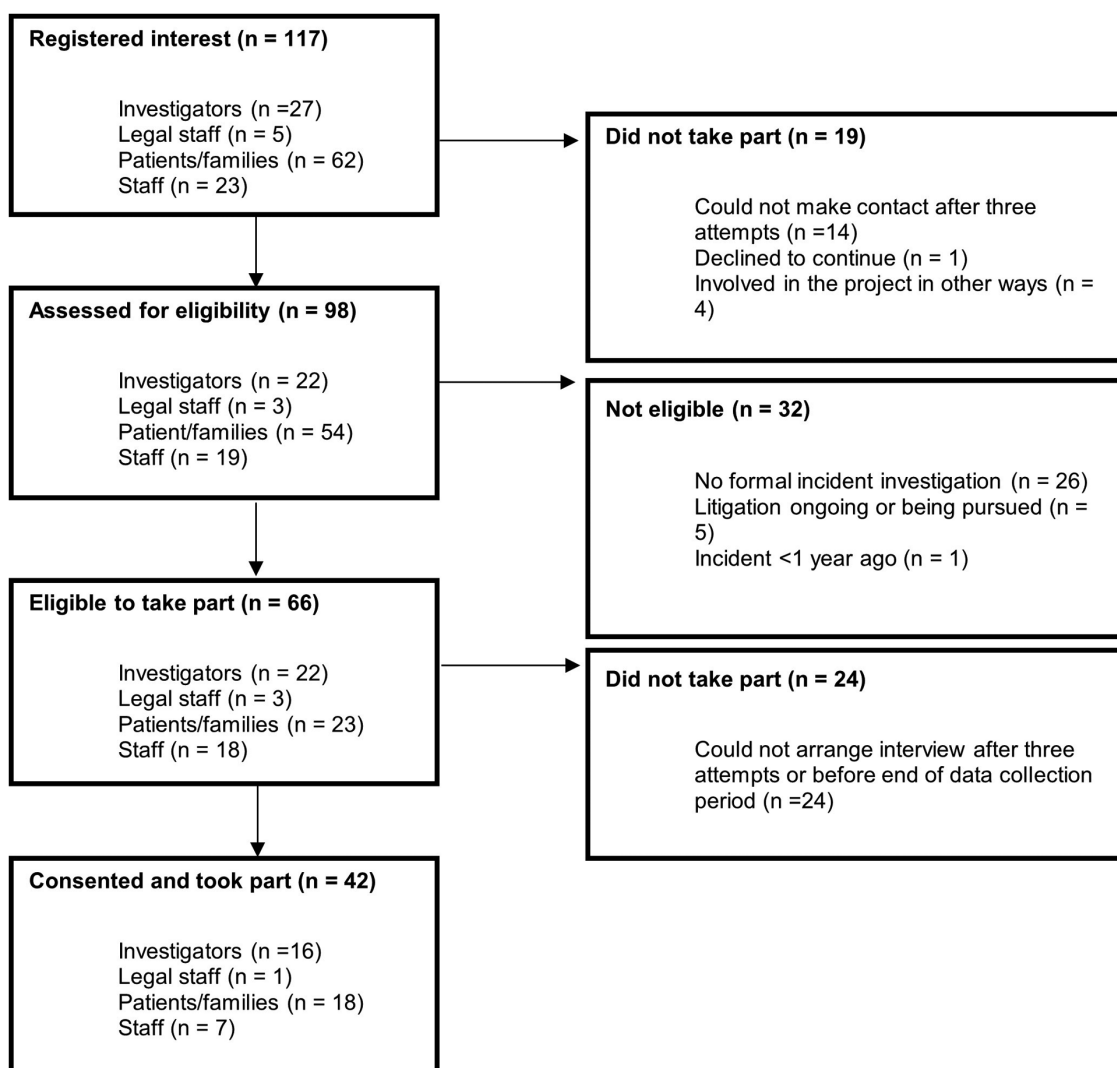 Registered interest (n = 117)
Investigators (n =27)
Legal staff (n = 5)
Patients/families (n = 62)
Staff (n = 23)
Did not take part (n = 19)
Could not make contact after three
attempts (n =14)
Declined to continue (n = 1)
Involved in the project in other ways (n =
4)
Assessed for eligibility (n = 98)
Investigators (n = 22)
Legal staff (n = 3)
Patient/families (n = 54)
Staff (n = 19)
Not eligible (n = 32)
No formal incident investigation (n = 26)
Litigation ongoing or being pursued (n =
5)
Incident <1 year ago (n = 1)
Eligible to take part (n = 66)
Investigators (n = 22)
Legal staff (n = 3)
Patients/families (n = 23)
Staff (n = 18)
Did not take part (n = 24)
Could not arrange interview after three
attempts or before end of data collection
period (n =24)
Consented and took part (n = 42)
Investigators (n =16)
Legal staff (n = 1)
Patients/families (n = 18)
Staff (n = 7)